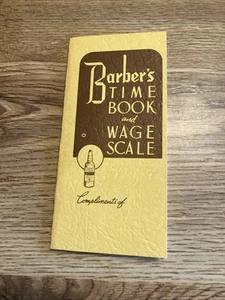 Barber's
TIME
BOOK
and
WAGE
SCALE
Compliments of